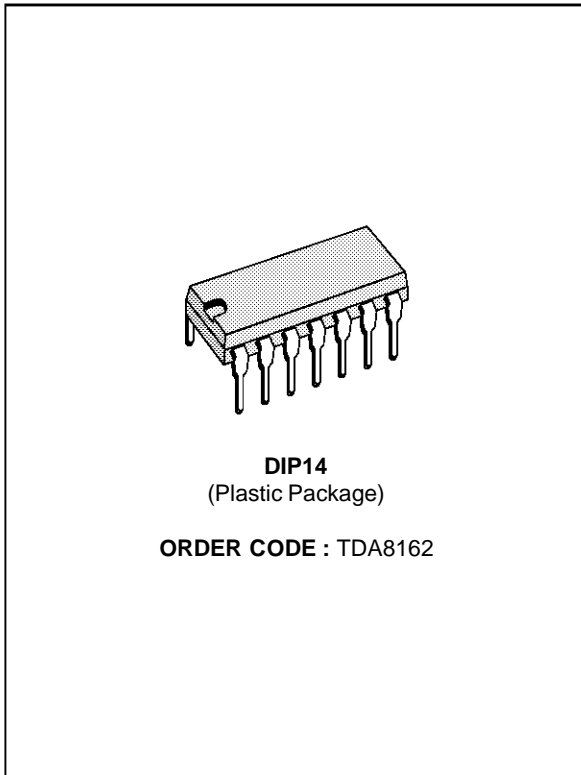 DIP14
(Plastic Package)
ORDER CODE : TDA8162